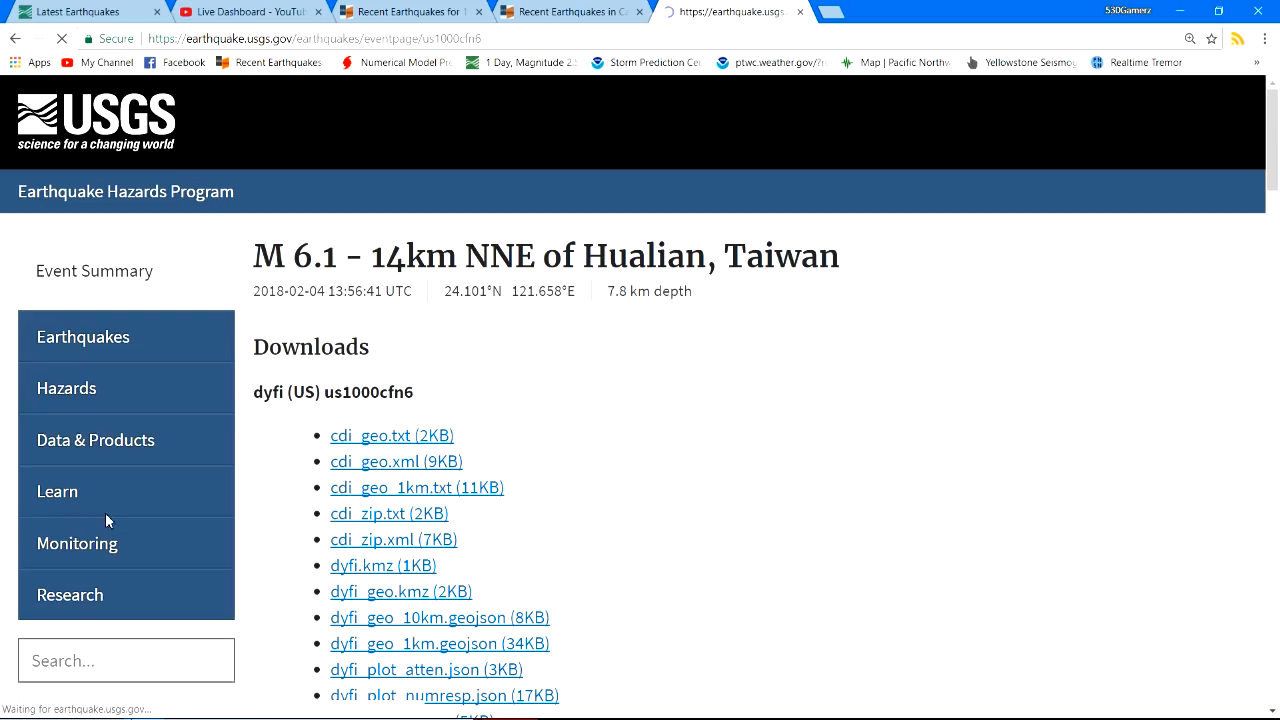 Latest Earthquakes
Live Dashboard - YouTu
Recent Earthquakes for
Recent Earthquakes in C
https://earthquake.usgs.
530Gamerz
Secure
https://earthquake.usgs.gov/earthquakes/eventpage/us1000cfn6
Apps
My Channel
Facebook
Recent Earthquakes
Numerical Model Pr
1 Day, Magnitude 2.
Storm Prediction Cen
ptwc.weather.gov/?r
Map | Pacific Northw
Yellowstone Seismog
Realtime Tremor
»
USGS
science for a changing world
Earthquake Hazards Program
Event Summary
Earthquakes
Hazards
Data & Products
Learn
Monitoring
Research
Search...
M 6.1 - 14km NNE of Hualian, Taiwan
2018-02-04 13:56:41 UTC 24.101°N 121.658°E 7.8 km depth
Downloads
dyfi (US) us1000cfn6
• cdi_geo.txt (2KB)
• cdi_geo.xml (9KB)
• cdi_geo_1km.txt (11KB)
• cdi_zip.txt (2KB)
• cdi_zip.xml (7KB)
• dyfi.kmz (1KB)
• dyfi_geo.kmz (2KB)
• dyfi_geo_10km.geojson (8KB)
• dyfi_geo_1km.geojson (34KB)
• dyfi_plot_atten.json (3KB)
• dyfi_plot_numresp.json (17KB)
Waiting for earthquake.usgs.gov...